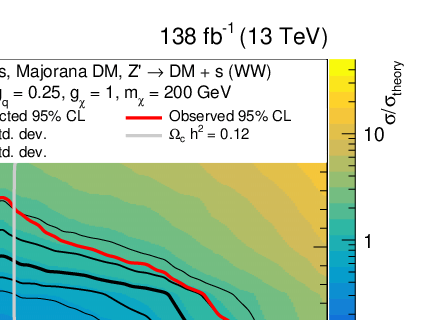 138 fb-1 (13 TeV)
s, Majorana DM, Z' → DM + s (WW)
q = 0.25, gχ = 1, mχ = 200 GeV
cted 95% CL
Observed 95% CL
td. dev.
Ωc h2 = 0.12
td. dev.
σ/σtheory
10
1